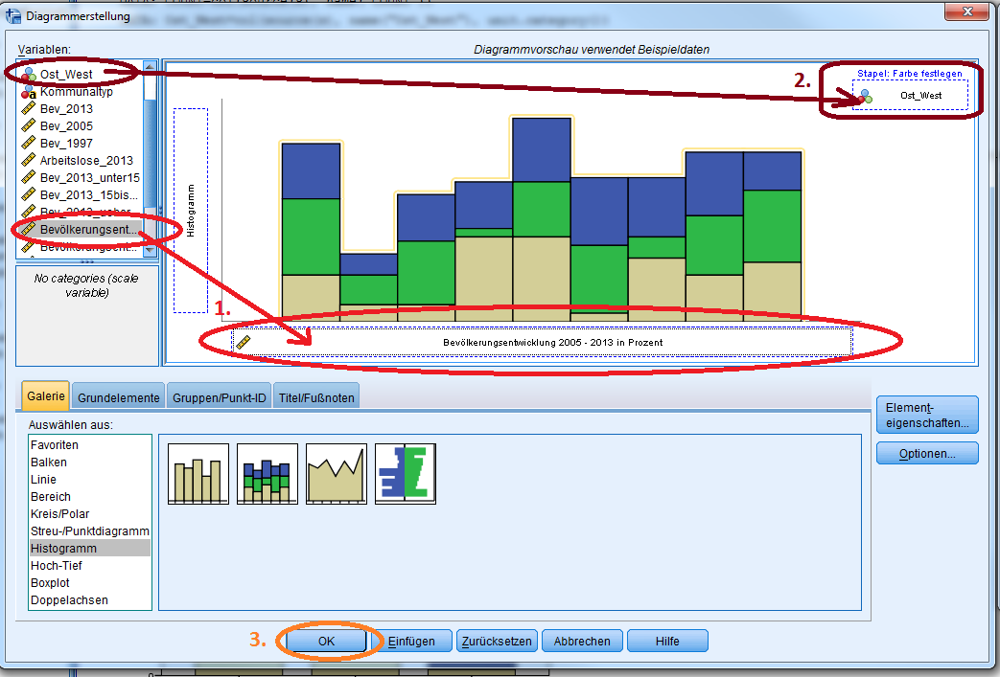 Diagrammerstellung
Variablen:
Diagrammvorschau verwendet Beispieldaten
Ost_West
Kommunaltyp
Bev_2013
Bev_2005
Bev_1997
Arbeitslose_2013
Bev_2013_unter15
Bev_2013_15bis...
Bev_2013_ueber
Bevölkerungsent...
Bevölkerungsent...
No categories (scale
variable)
2.
Stapel: Farbe festlegen
Ost_West
Histogramm
1.
Bevölkerungsentwicklung 2005 - 2013 in Prozent
Galerie
Grundelemente
Gruppen/Punkt-ID
Titel/Fußnoten
Element-
eigenschaften...
Optionen...
Auswählen aus:
Favoriten
Balken
Linie
Bereich
Kreis/Polar
Streu-/Punktdiagramm
Histogramm
Hoch-Tief
Boxplot
Doppelachsen
3.
OK
Einfügen
Zurücksetzen
Abbrechen
Hilfe